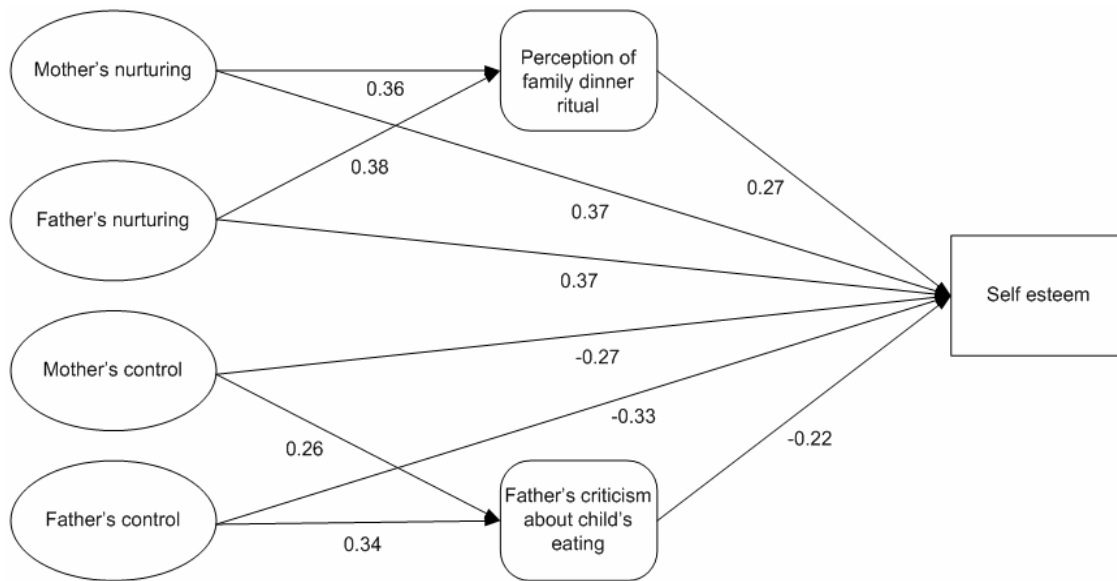 Mother's nurturing
0.36
Perception of
family dinner
ritual
Father's nurturing
0.38
0.27
0.37
0.37
Self esteem
Mother's control
-0.27
-0.33
0.26
-0.22
Father's control
0.34
Father's criticism
about child's
eating